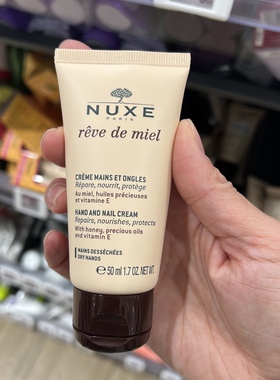 NUXE
PARIS
rêve de miel
CRÈME MAINS ET ONGLES
Répare, nourrit, protège
Au miel, huiles précieuses
et vitamine E
HAND AND NAIL CREAM
Repairs, nourishes, protects
With honey, precious oils
and vitamin E
MAINS DESSÉCHÉES
DRY HANDS
℮ 50 ml 1.7 OZ. NET WT.